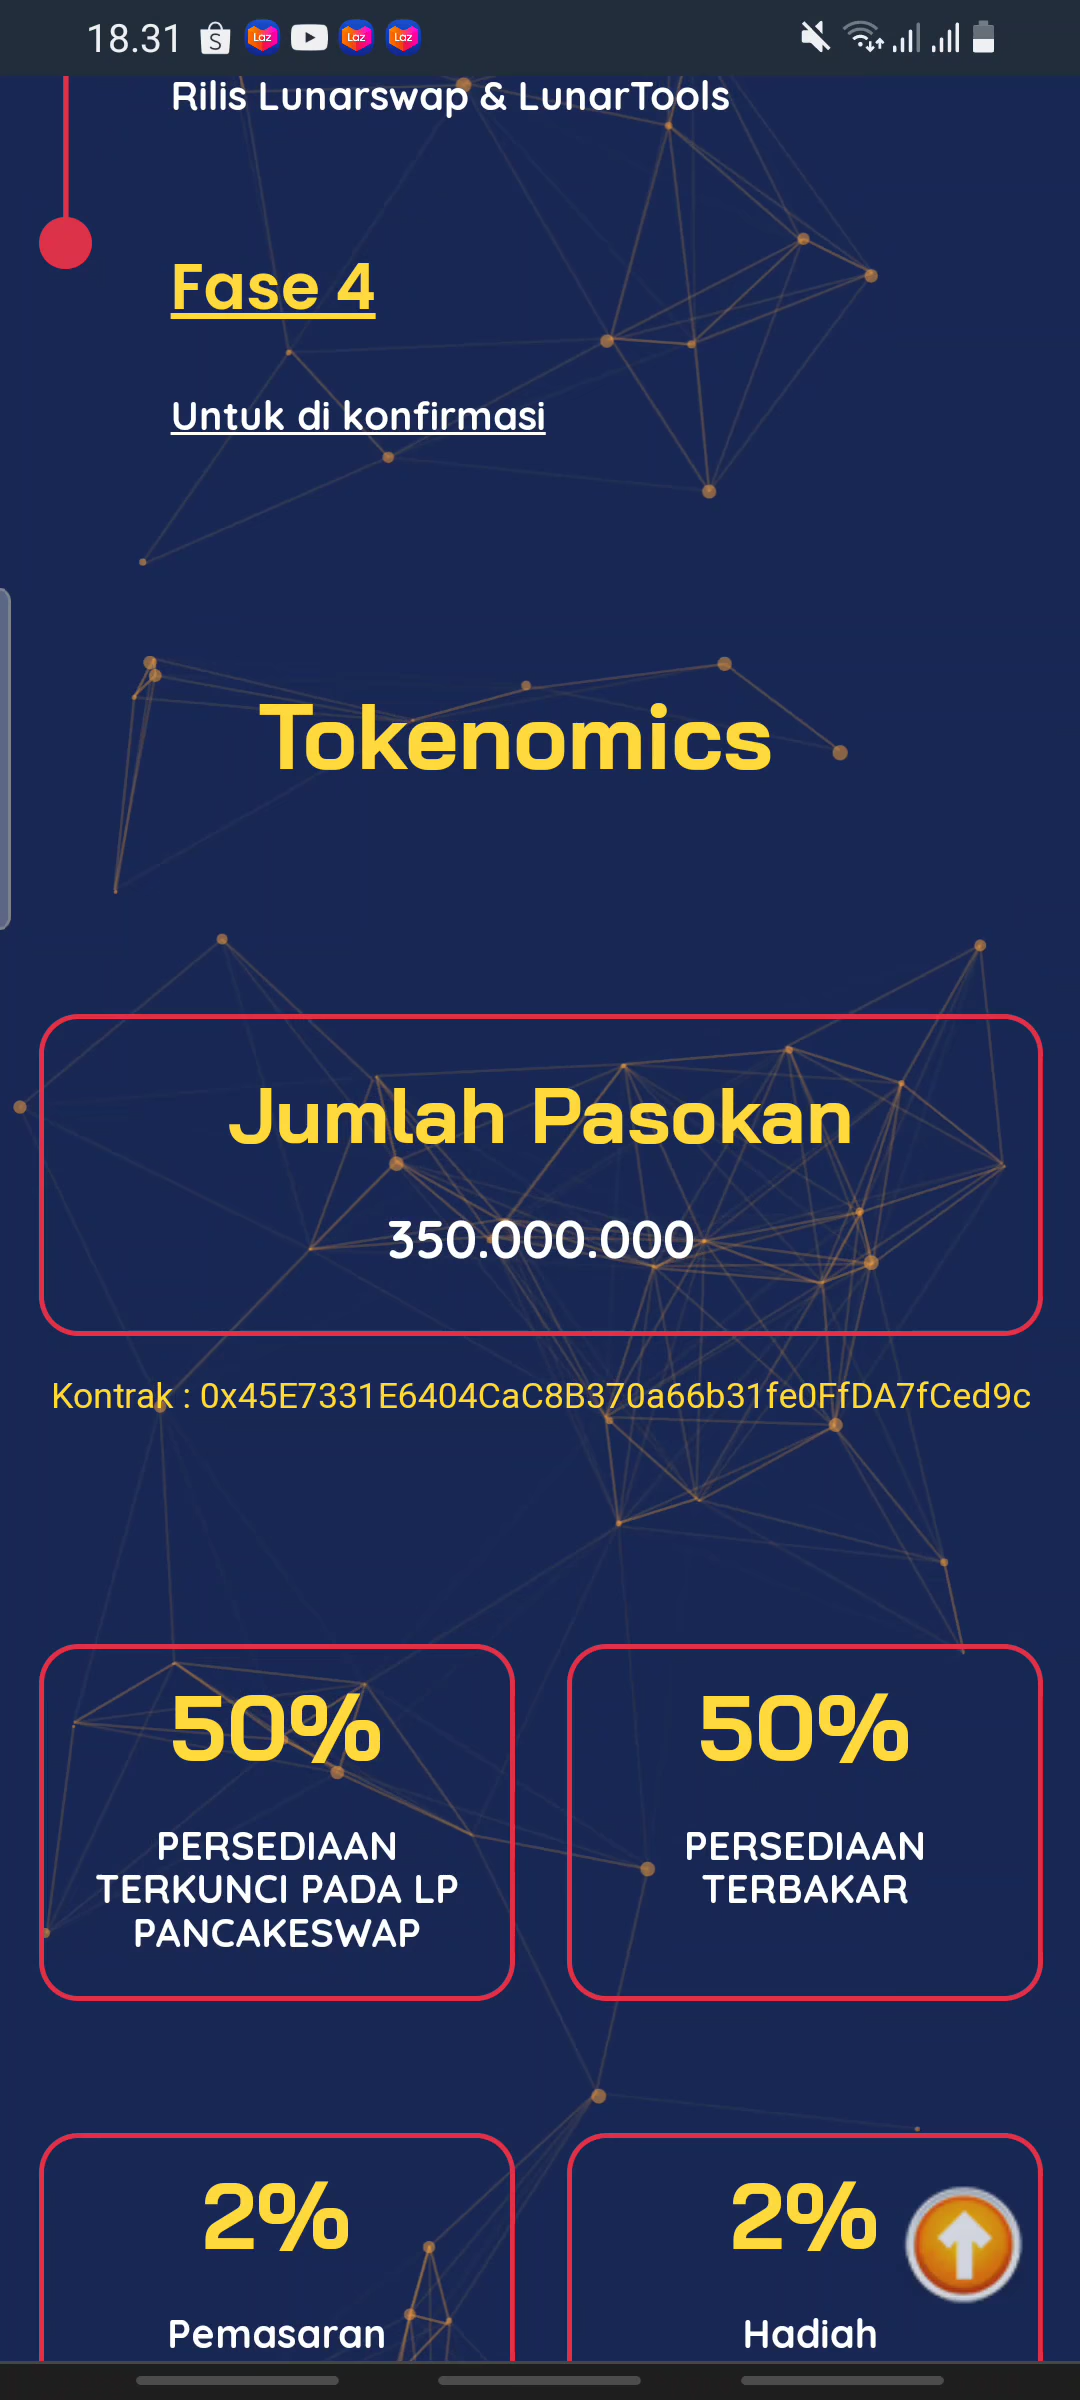 18.31
Rilis Lunarswap & LunarTools
Fase 4
Untuk di konfirmasi
Tokenomics
Jumlah Pasokan
350.000.000
Kontrak : 0x45E7331E6404CaC8B370a66b31fe0FfDA7fCed9c
50%
PERSEDIAAN
TERKUNCI PADA LP
PANCAKESWAP
50%
PERSEDIAAN
TERBAKAR
2%
Pemasaran
2%
Hadiah